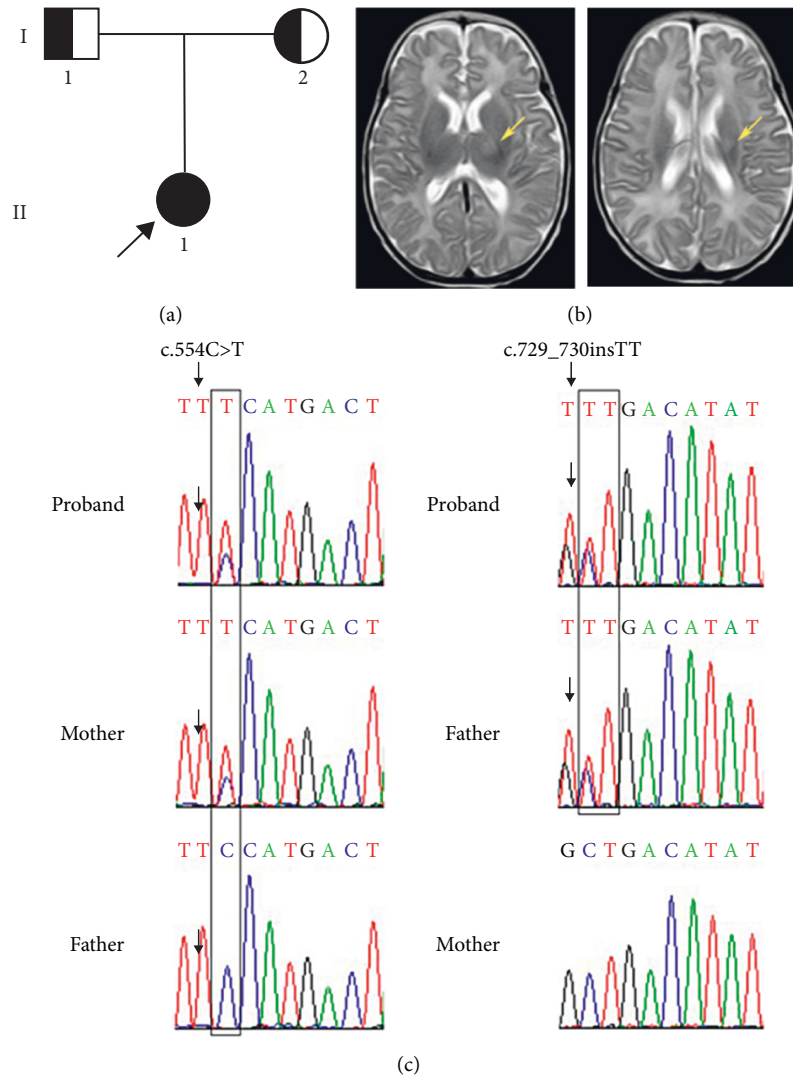 I
1
2
II
1
(a)
(b)
c.554C>T
T T T C A T G A C T
Proband
T T T C A T G A C T
Mother
T T C C A T G A C T
Father
c.729_730insTT
T T T G A C A T A T
Proband
T T T G A C A T A T
Father
G C T G A C A T A T
Mother
(c)